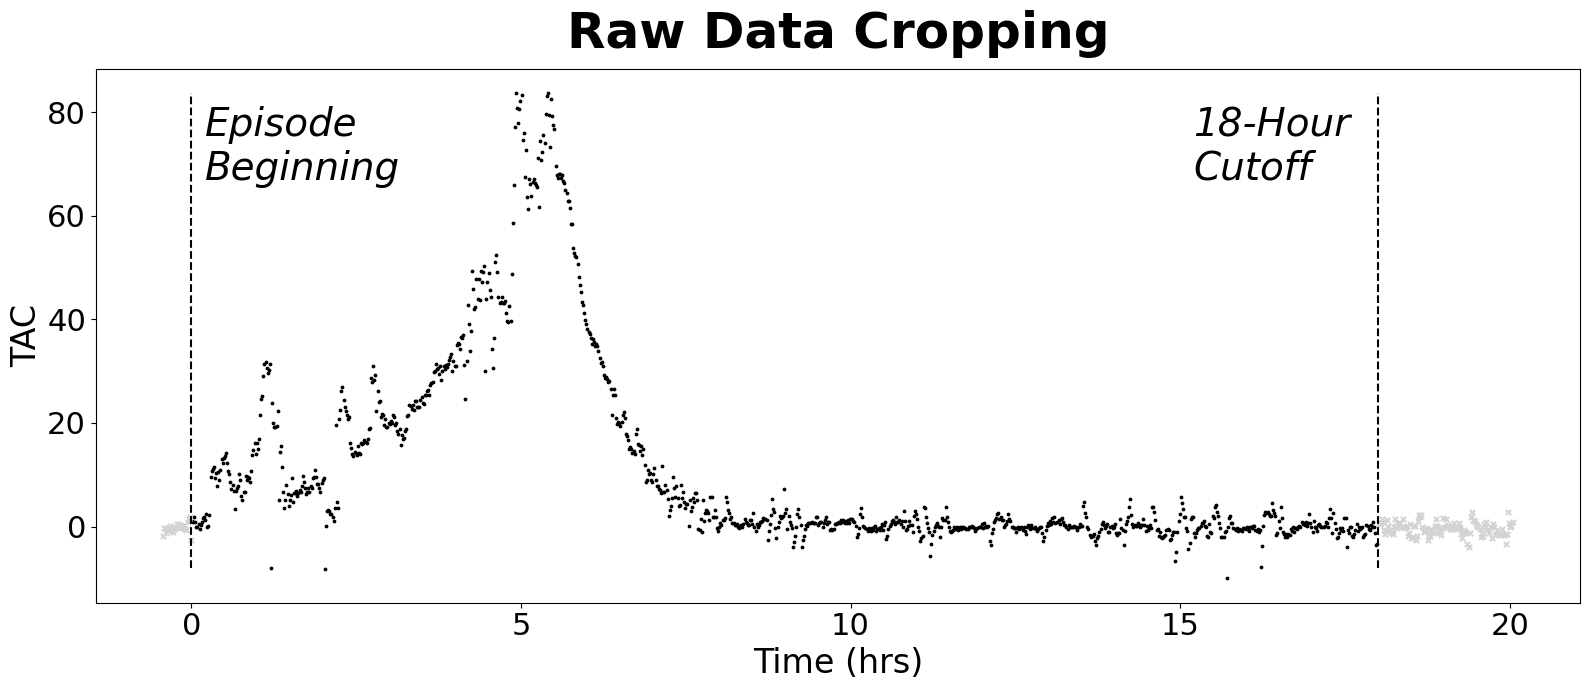 Raw Data Cropping
Episode
Beginning
18-Hour
Cutoff
80
60
40
20
0
TAC
0
5
10
15
20
Time (hrs)